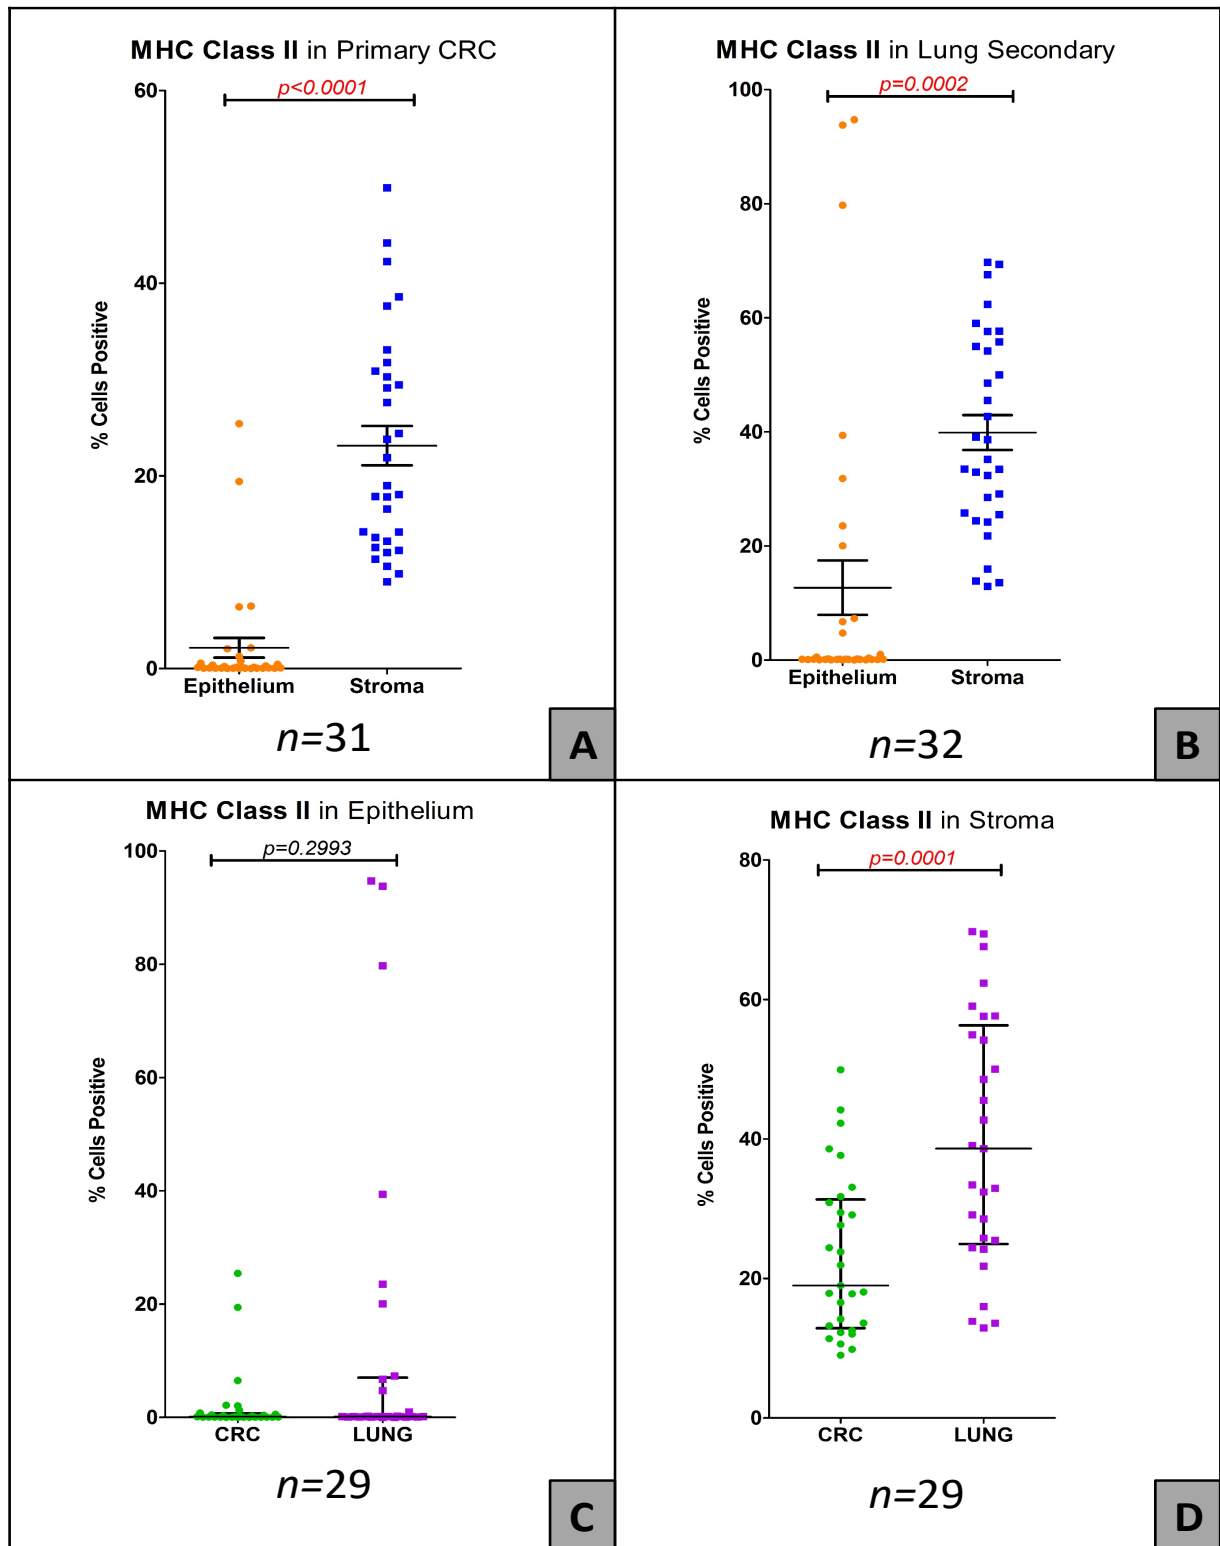 MHC Class II in Primary CRC
p<0.0001
60
40
20
0
% Cells Positive
Epithelium Stroma
n=31
A
MHC Class II in Lung Secondary
p=0.0002
100
80
60
40
20
0
% Cells Positive
Epithelium Stroma
n=32
B
MHC Class II in Epithelium
p=0.2993
100
80
60
40
20
0
% Cells Positive
CRC LUNG
n=29
C
MHC Class II in Stroma
p=0.0001
80
60
40
20
0
% Cells Positive
CRC LUNG
n=29
D